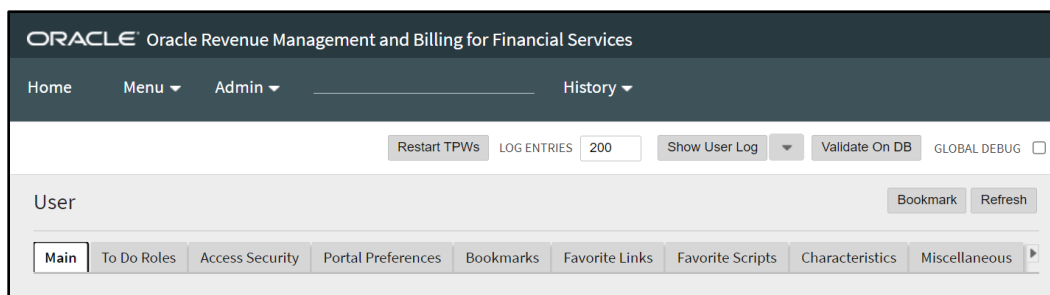 ORACLE Oracle Revenue Management and Billing for Financial Services
Home Menu Admin History
Restart TPWs LOG ENTRIES 200 Show User Log Validate On DB GLOBAL DEBUG
User Bookmark Refresh
Main To Do Roles Access Security Portal Preferences Bookmarks Favorite Links Favorite Scripts Characteristics Miscellaneous